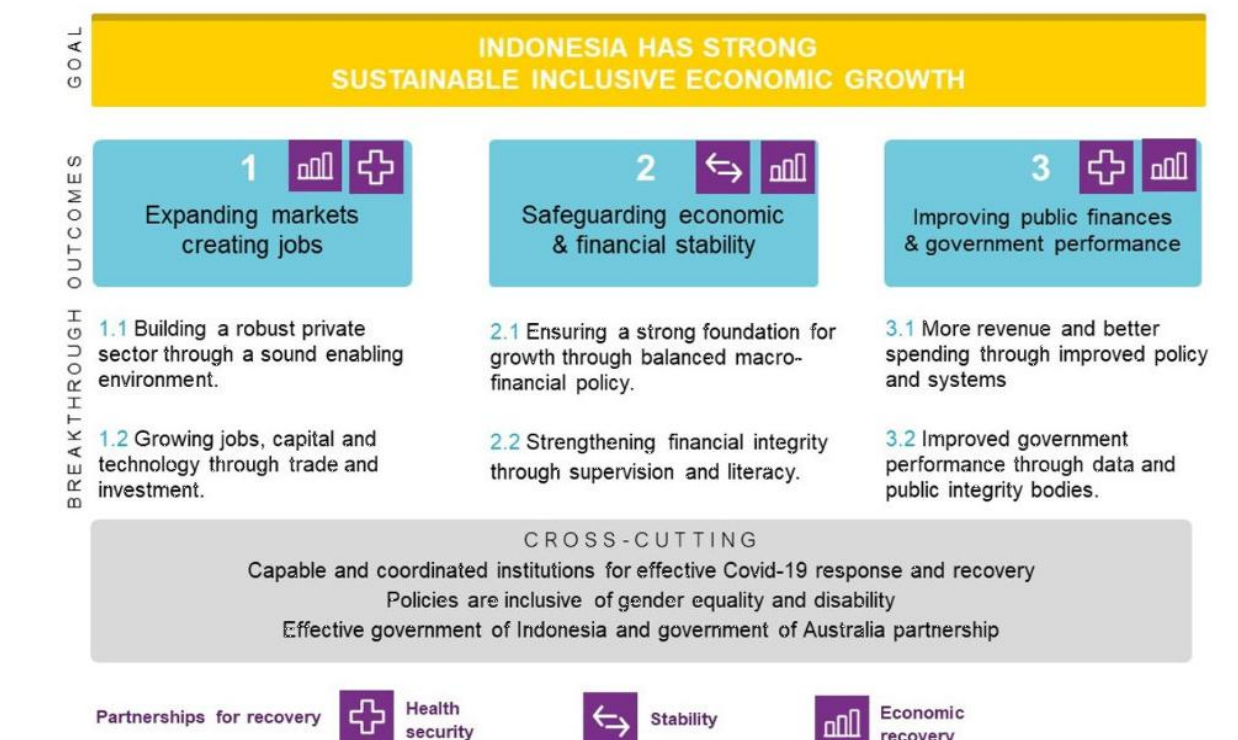 GOAL
INDONESIA HAS STRONG
SUSTAINABLE INCLUSIVE ECONOMIC GROWTH
BREAKTHROUGH OUTCOMES
1
Expanding markets
creating jobs
1.1 Building a robust private
sector through a sound enabling
environment.
1.2 Growing jobs, capital and
technology through trade and
investment.
2
Safeguarding economic
& financial stability
2.1 Ensuring a strong foundation for
growth through balanced macro-
financial policy.
2.2 Strengthening financial integrity
through supervision and literacy.
3
Improving public finances
& government performance
3.1 More revenue and better
spending through improved policy
and systems
3.2 Improved government
performance through data and
public integrity bodies.
CROSS-CUTTING
Capable and coordinated institutions for effective Covid-19 response and recovery
Policies are inclusive of gender equality and disability
Effective government of Indonesia and government of Australia partnership
Partnerships for recovery
Health
security
Stability
Economic
recovery